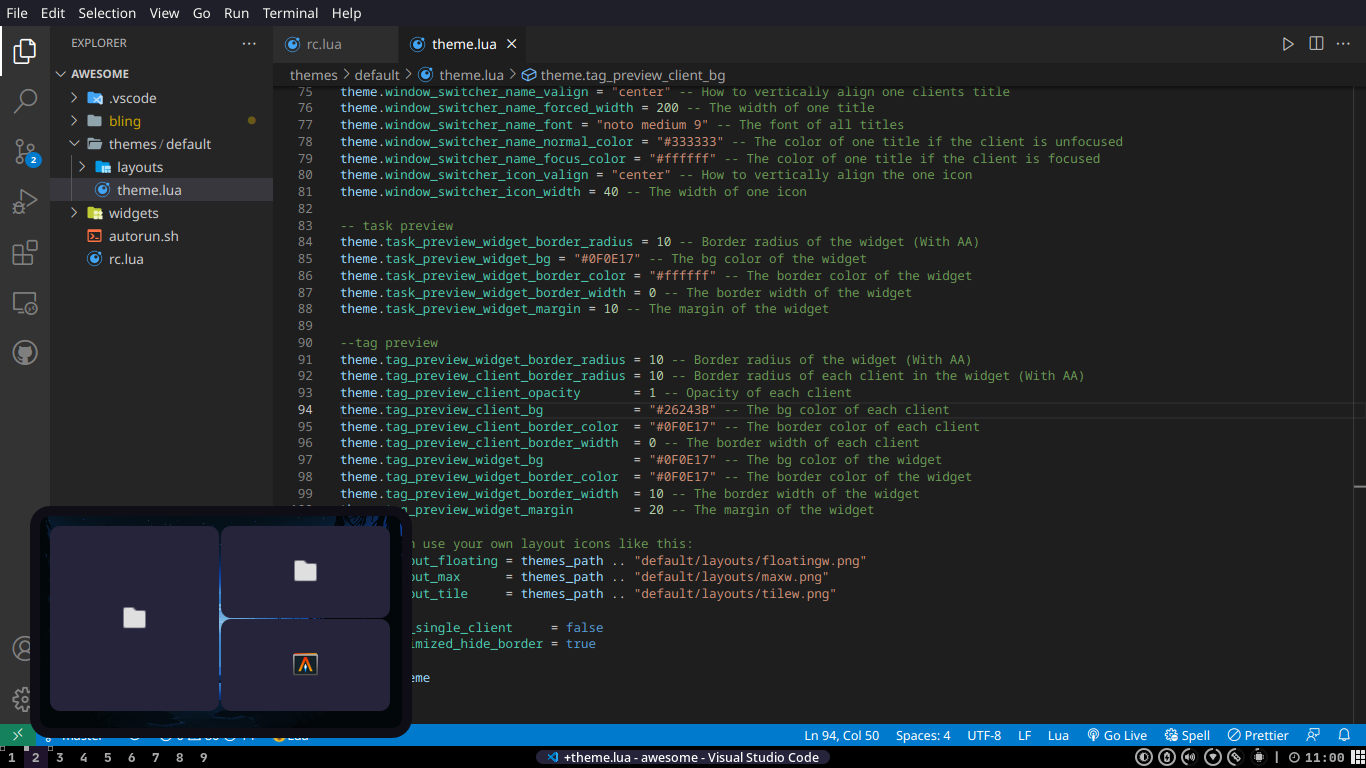 File Edit Selection View Go Run Terminal Help
EXPLORER
AWESOME
.vscode
bling
themes / default
layouts
theme.lua
widgets
autorun.sh
rc.lua
2
rc.lua theme.lua
themes > default > theme.lua > theme.tag_preview_client_bg
75 theme.window_switcher_name_valign = "center" -- How to vertically align one clients title
76 theme.window_switcher_name_forced_width = 200 -- The width of one title
77 theme.window_switcher_name_font = "noto medium 9" -- The font of all titles
78 theme.window_switcher_name_normal_color = "#333333" -- The color of one title if the client is unfocused
79 theme.window_switcher_name_focus_color = "#ffffff" -- The color of one title if the client is focused
80 theme.window_switcher_icon_valign = "center" -- How to vertically align the one icon
81 theme.window_switcher_icon_width = 40 -- The width of one icon
82
83 -- task preview
84 theme.task_preview_widget_border_radius = 10 -- Border radius of the widget (With AA)
85 theme.task_preview_widget_bg = "#0F0E17" -- The bg color of the widget
86 theme.task_preview_widget_border_color = "#ffffff" -- The border color of the widget
87 theme.task_preview_widget_border_width = 0 -- The border width of the widget
88 theme.task_preview_widget_margin = 10 -- The margin of the widget
89
90 --tag preview
91 theme.tag_preview_widget_border_radius = 10 -- Border radius of the widget (With AA)
92 theme.tag_preview_client_border_radius = 10 -- Border radius of each client in the widget (With AA)
93 theme.tag_preview_client_opacity = 1 -- Opacity of each client
94 theme.tag_preview_client_bg = "#26243B" -- The bg color of each client
95 theme.tag_preview_client_border_color = "#0F0E17" -- The border color of each client
96 theme.tag_preview_client_border_width = 0 -- The border width of each client
97 theme.tag_preview_widget_bg = "#0F0E17" -- The bg color of the widget
98 theme.tag_preview_widget_border_color = "#0F0E17" -- The border color of the widget
99 theme.tag_preview_widget_border_width = 10 -- The border width of the widget
_preview_widget_margin = 20 -- The margin of the widget
use your own layout icons like this:
out_floating = themes_path .. "default/layouts/floatingw.png"
out_max = themes_path .. "default/layouts/maxw.png"
out_tile = themes_path .. "default/layouts/tilew.png"
_single_client = false
imized_hide_border = true
eme
Ln 94, Col 50 Spaces: 4 UTF-8 LF Lua Go Live Spell Prettier
1 2 3 4 5 6 7 8 9 +theme.lua - awesome - Visual Studio Code | 11:00